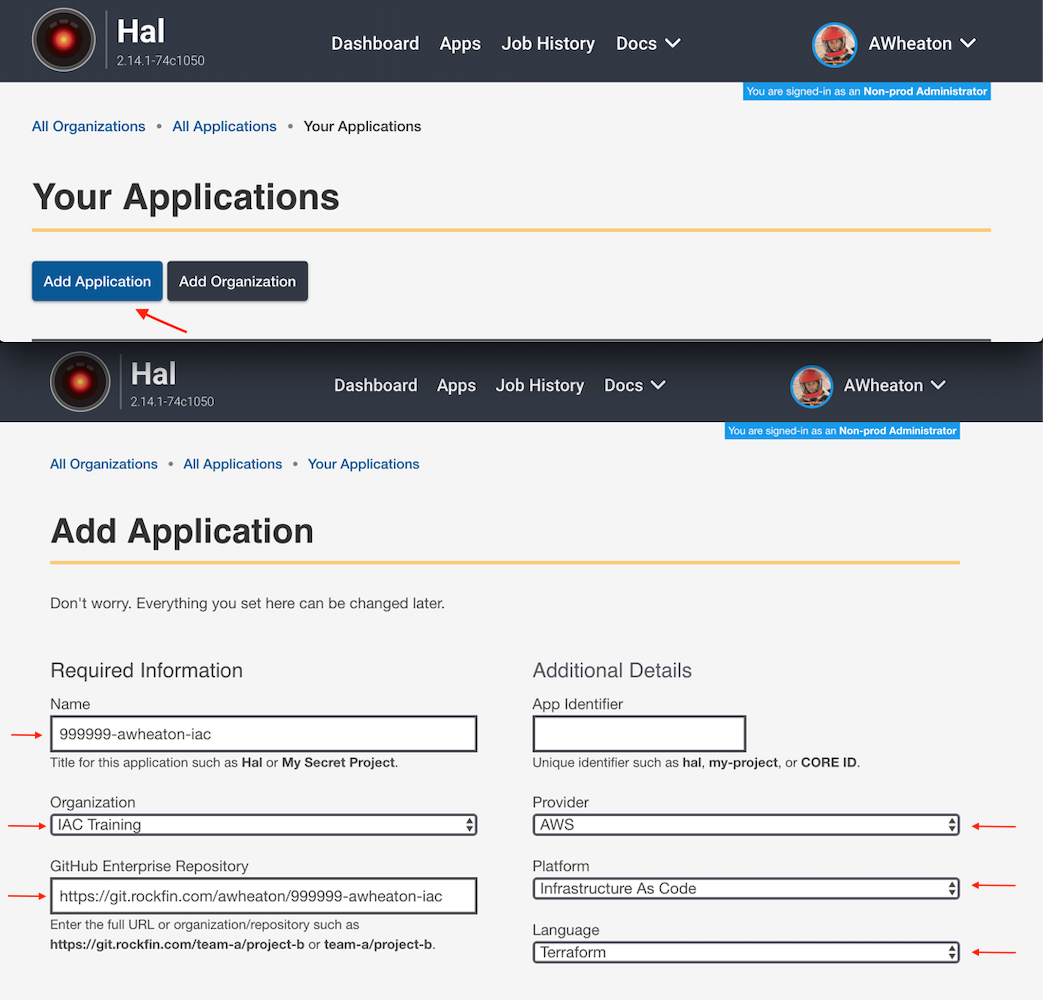 Hal
2.14.1-74c1050
Dashboard Apps Job History Docs
AWheaton
You are signed-in as an Non-prod Administrator
All Organizations • All Applications • Your Applications
Your Applications
Add Application Add Organization
Hal
2.14.1-74c1050
Dashboard Apps Job History Docs
AWheaton
You are signed-in as an Non-prod Administrator
All Organizations • All Applications • Your Applications
Add Application
Don't worry. Everything you set here can be changed later.
Required Information
Name
999999-awheaton-iac
Title for this application such as Hal or My Secret Project.
Organization
IAC Training
GitHub Enterprise Repository
https://git.rockfin.com/awheaton/999999-awheaton-iac
Enter the full URL or organization/repository such as
https://git.rockfin.com/team-a/project-b or team-a/project-b.
Additional Details
App Identifier
Unique identifier such as hal, my-project, or CORE ID.
Provider
AWS
Platform
Infrastructure As Code
Language
Terraform